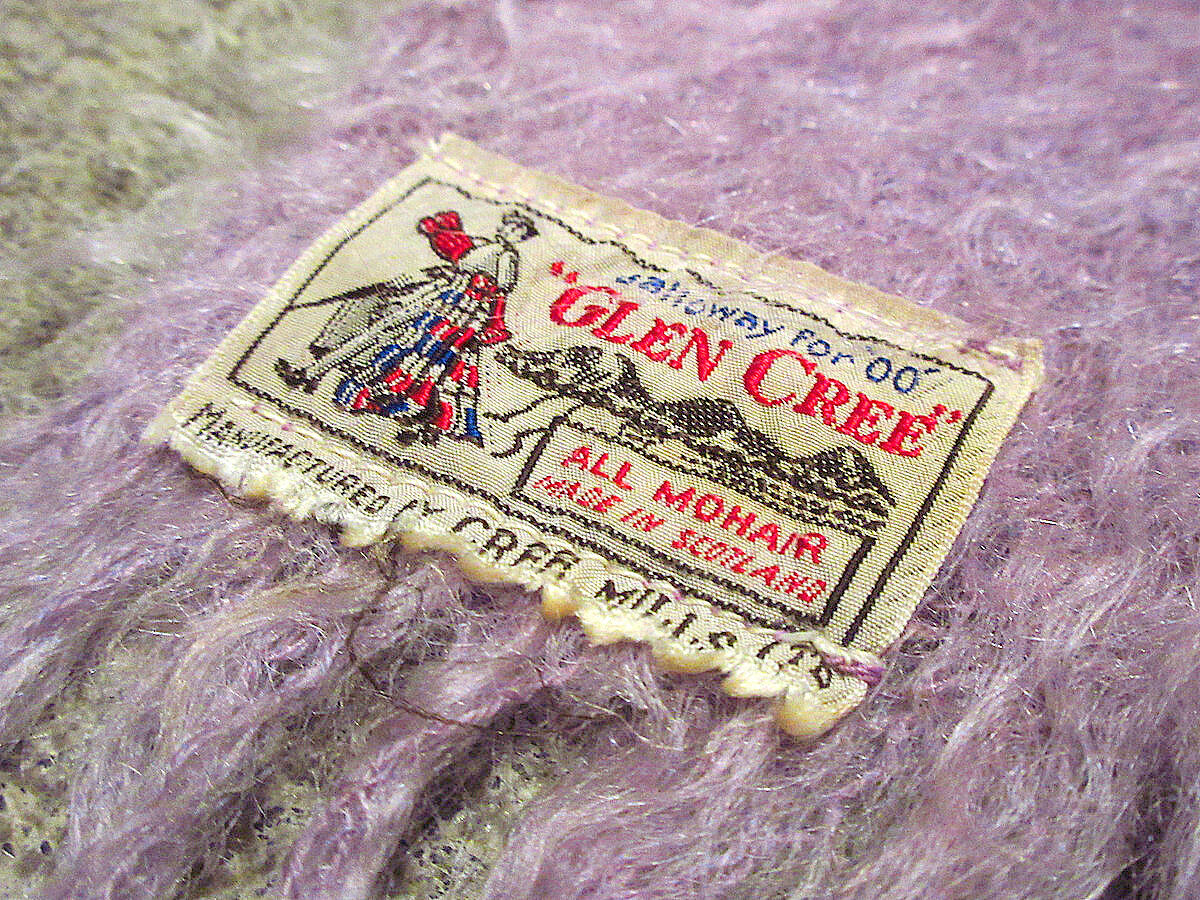 Galloway for '00'
"GLEN CREE"
ALL MOHAIR
MADE IN SCOTLAND
MANUFACTURED BY CREE MILLS LTD